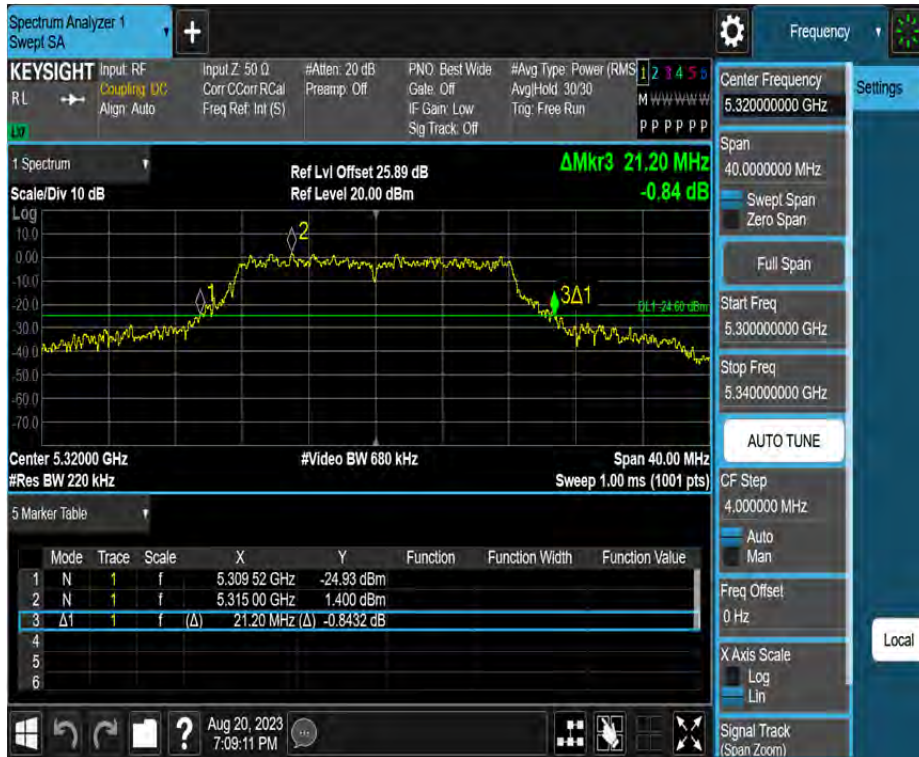 Spectrum Analyzer 1
Swept SA
Frequency
KEYSIGHT
Input: RF
Input Z: 50 Ω
#Atten: 20 dB
PNO: Best Wide
#Avg Type: Power (RMS
1 2 3 4 5 6
RL
Coupling: DC
Corr CCorr RCal
Preamp: Off
Gate: Off
Avg|Hold: 30/30
M W W W W W
Align: Auto
Freq Ref: Int (S)
IF Gain: Low
Trig: Free Run
Sig Track: Off
P P P P P P
Center Frequency
5.320000000 GHz
Settings
1 Spectrum
Scale/Div 10 dB
Ref Lvl Offset 25.89 dB
Ref Level 20.00 dBm
ΔMkr3 21.20 MHz
-0.84 dB
Span
40.0000000 MHz
Swept Span
Zero Span
Full Span
Start Freq
5.300000000 GHz
Stop Freq
5.340000000 GHz
AUTO TUNE
CF Step
4.000000 MHz
Auto
Man
Freq Offset
0 Hz
X Axis Scale
Log
Lin
Signal Track
(Span Zoom)
Local
Log
10.0
0.00
-10.0
-20.0
-30.0
-40.0
-50.0
-60.0
-70.0
2
1
3Δ1
DL1 -24.60 dBm
Center 5.32000 GHz
#Video BW 680 kHz
Span 40.00 MHz
#Res BW 220 kHz
Sweep 1.00 ms (1001 pts)
5 Marker Table
Mode Trace Scale X Y Function Function Width Function Value
1 N 1 f 5.309 52 GHz -24.93 dBm
2 N 1 f 5.315 00 GHz 1.400 dBm
3 Δ1 1 f (Δ) 21.20 MHz (Δ) -0.8432 dB
4
5
6
?
Aug 20, 2023
7:09:11 PM